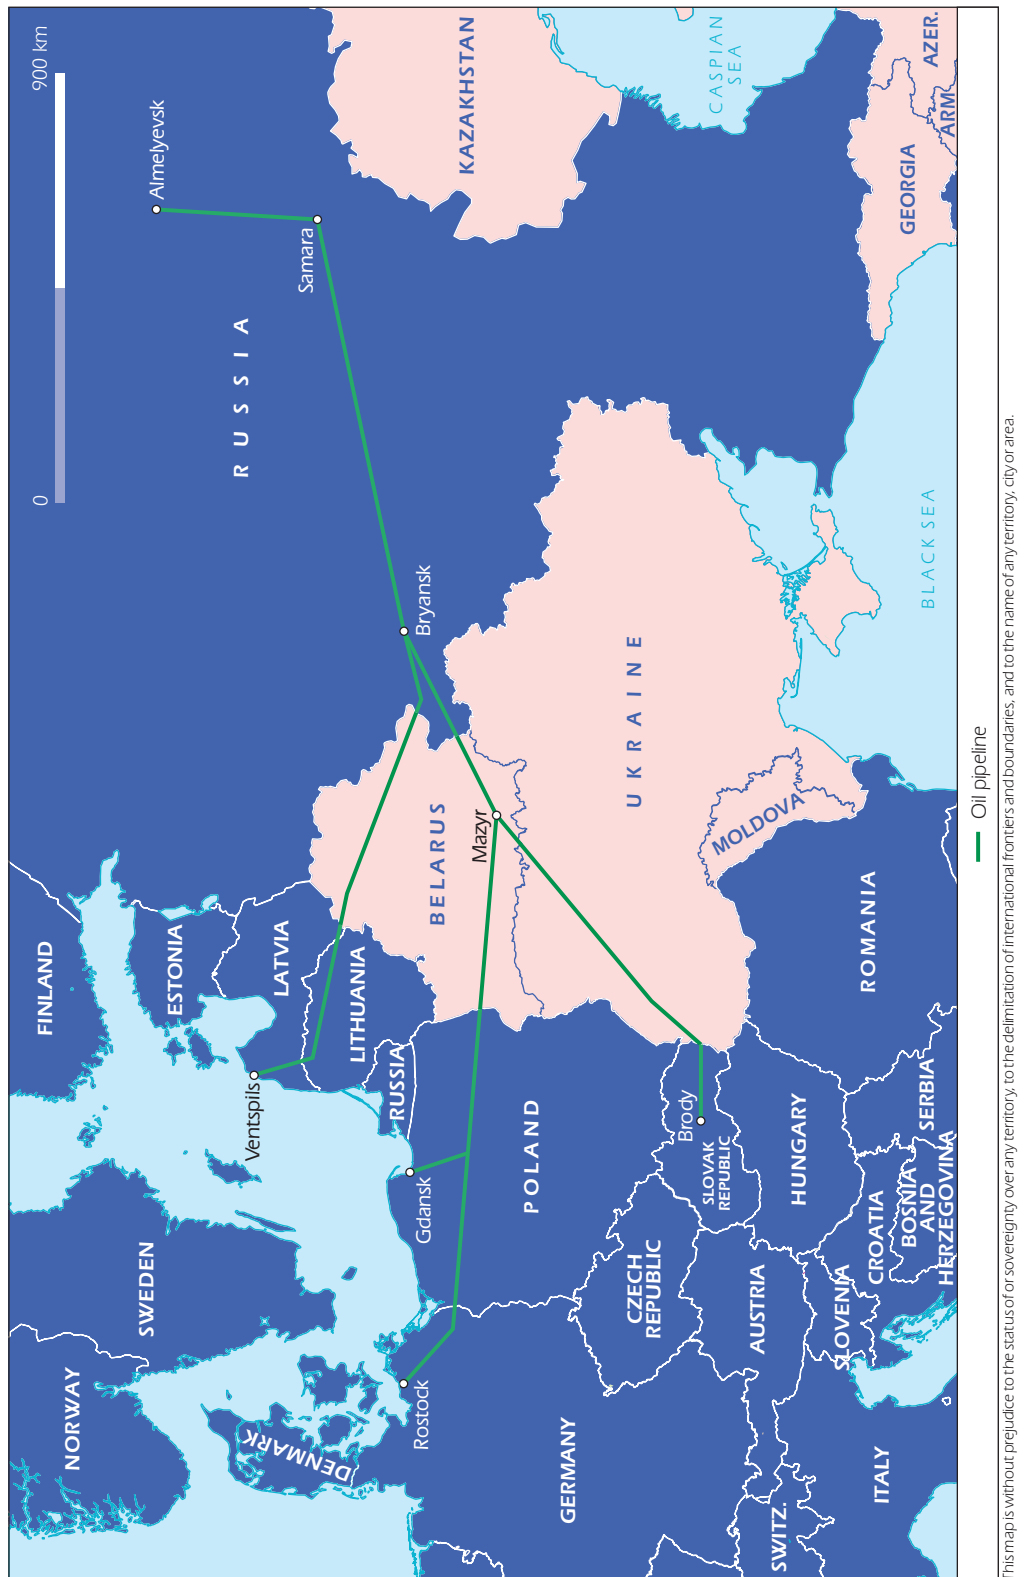 NORWAY
SWEDEN
FINLAND
ESTONIA
LATVIA
LITHUANIA
RUSSIA
DENMARK
Ventspils
Gdansk
Rostock
RUSSIA
0
900 km
Almelyevsk
Samara
Bryansk
BELARUS
Mazyr
POLAND
GERMANY
CZECH
REPUBLIC
Brody
SLOVAK
REPUBLIC
UKRAINE
MOLDOVA
KAZAKHSTAN
CASPIAN
SEA
GEORGIA
AZER.
ARM
BLACK SEA
ROMANIA
HUNGARY
AUSTRIA
SWITZ.
SLOVENIA
CROATIA
BOSNIA
AND
HERZEGOVINA
SERBIA
ITALY
Oil pipeline
This map is without prejudice to the status of or sovereignty over any territory, to the delimitation of international frontiers and boundaries, and to the name of any territory, city or area.